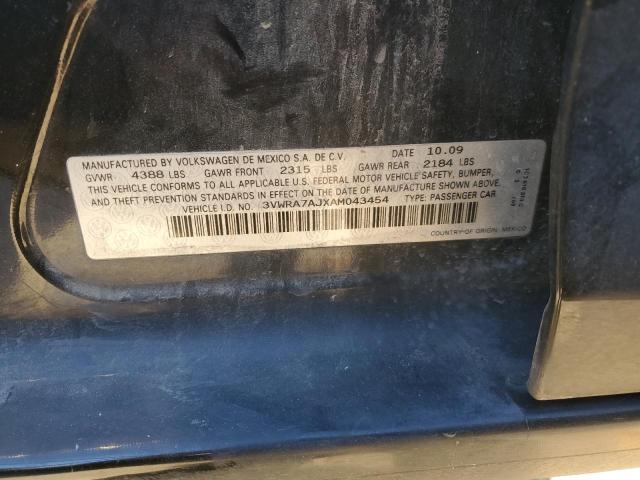 MANUFACTURED BY VOLKSWAGEN DE MEXICO S.A. DE C.V. DATE 10.09
GVWR 4388 LBS GAWR FRONT 2315 LBS GAWR REAR 2184 LBS
THIS VEHICLE CONFORMS TO ALL APPLICABLE U.S. FEDERAL MOTOR VEHICLE SAFETY, BUMPER,
AND THEFT PREVENTION STANDARDS IN EFFECT ON THE DATE OF MANUFACTURE SHOWN ABOVE.
VEHICLE I.D. NO. 3VWRA7AJXAM043454 TYPE: PASSENGER CAR
COUNTRY OF ORIGIN: MEXICO